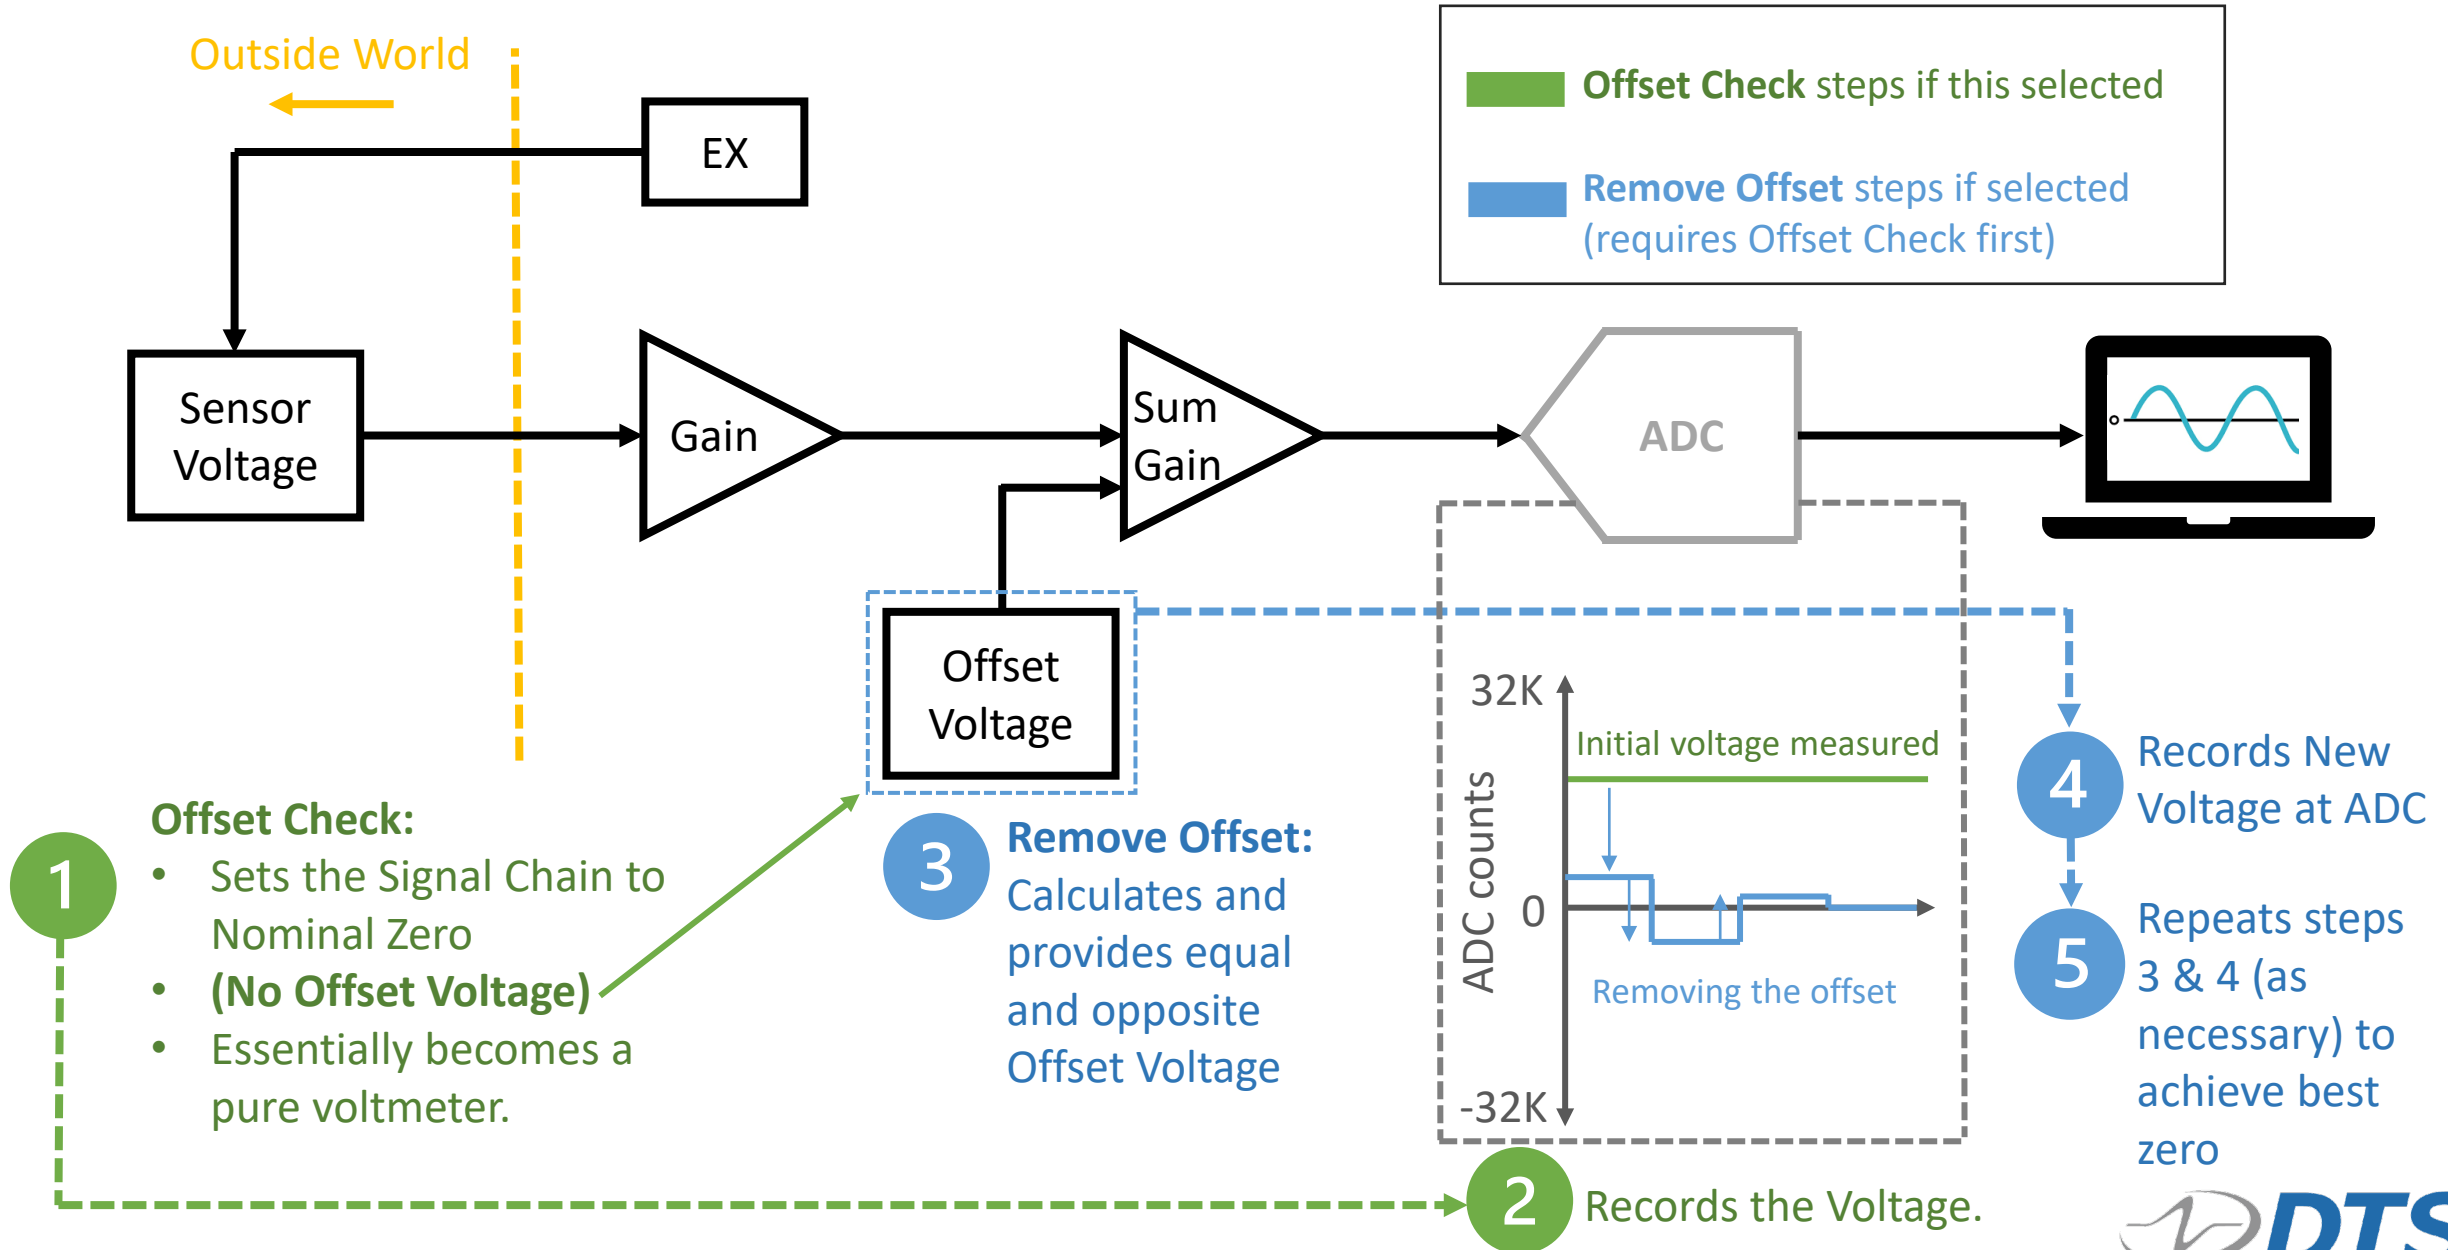 Outside World
EX
Offset Check steps if this selected
Remove Offset steps if selected
(requires Offset Check first)
Sensor
Voltage
Gain
Sum
Gain
ADC
Offset
Voltage
32K
Initial voltage measured
ADC counts
0
Removing the offset
-32K
1
Offset Check:
• Sets the Signal Chain to
Nominal Zero
• (No Offset Voltage)
• Essentially becomes a
pure voltmeter.
2
Records the Voltage.
3
Remove Offset:
Calculates and
provides equal
and opposite
Offset Voltage
4
Records New
Voltage at ADC
5
Repeats steps
3 & 4 (as
necessary) to
achieve best
zero
DTS